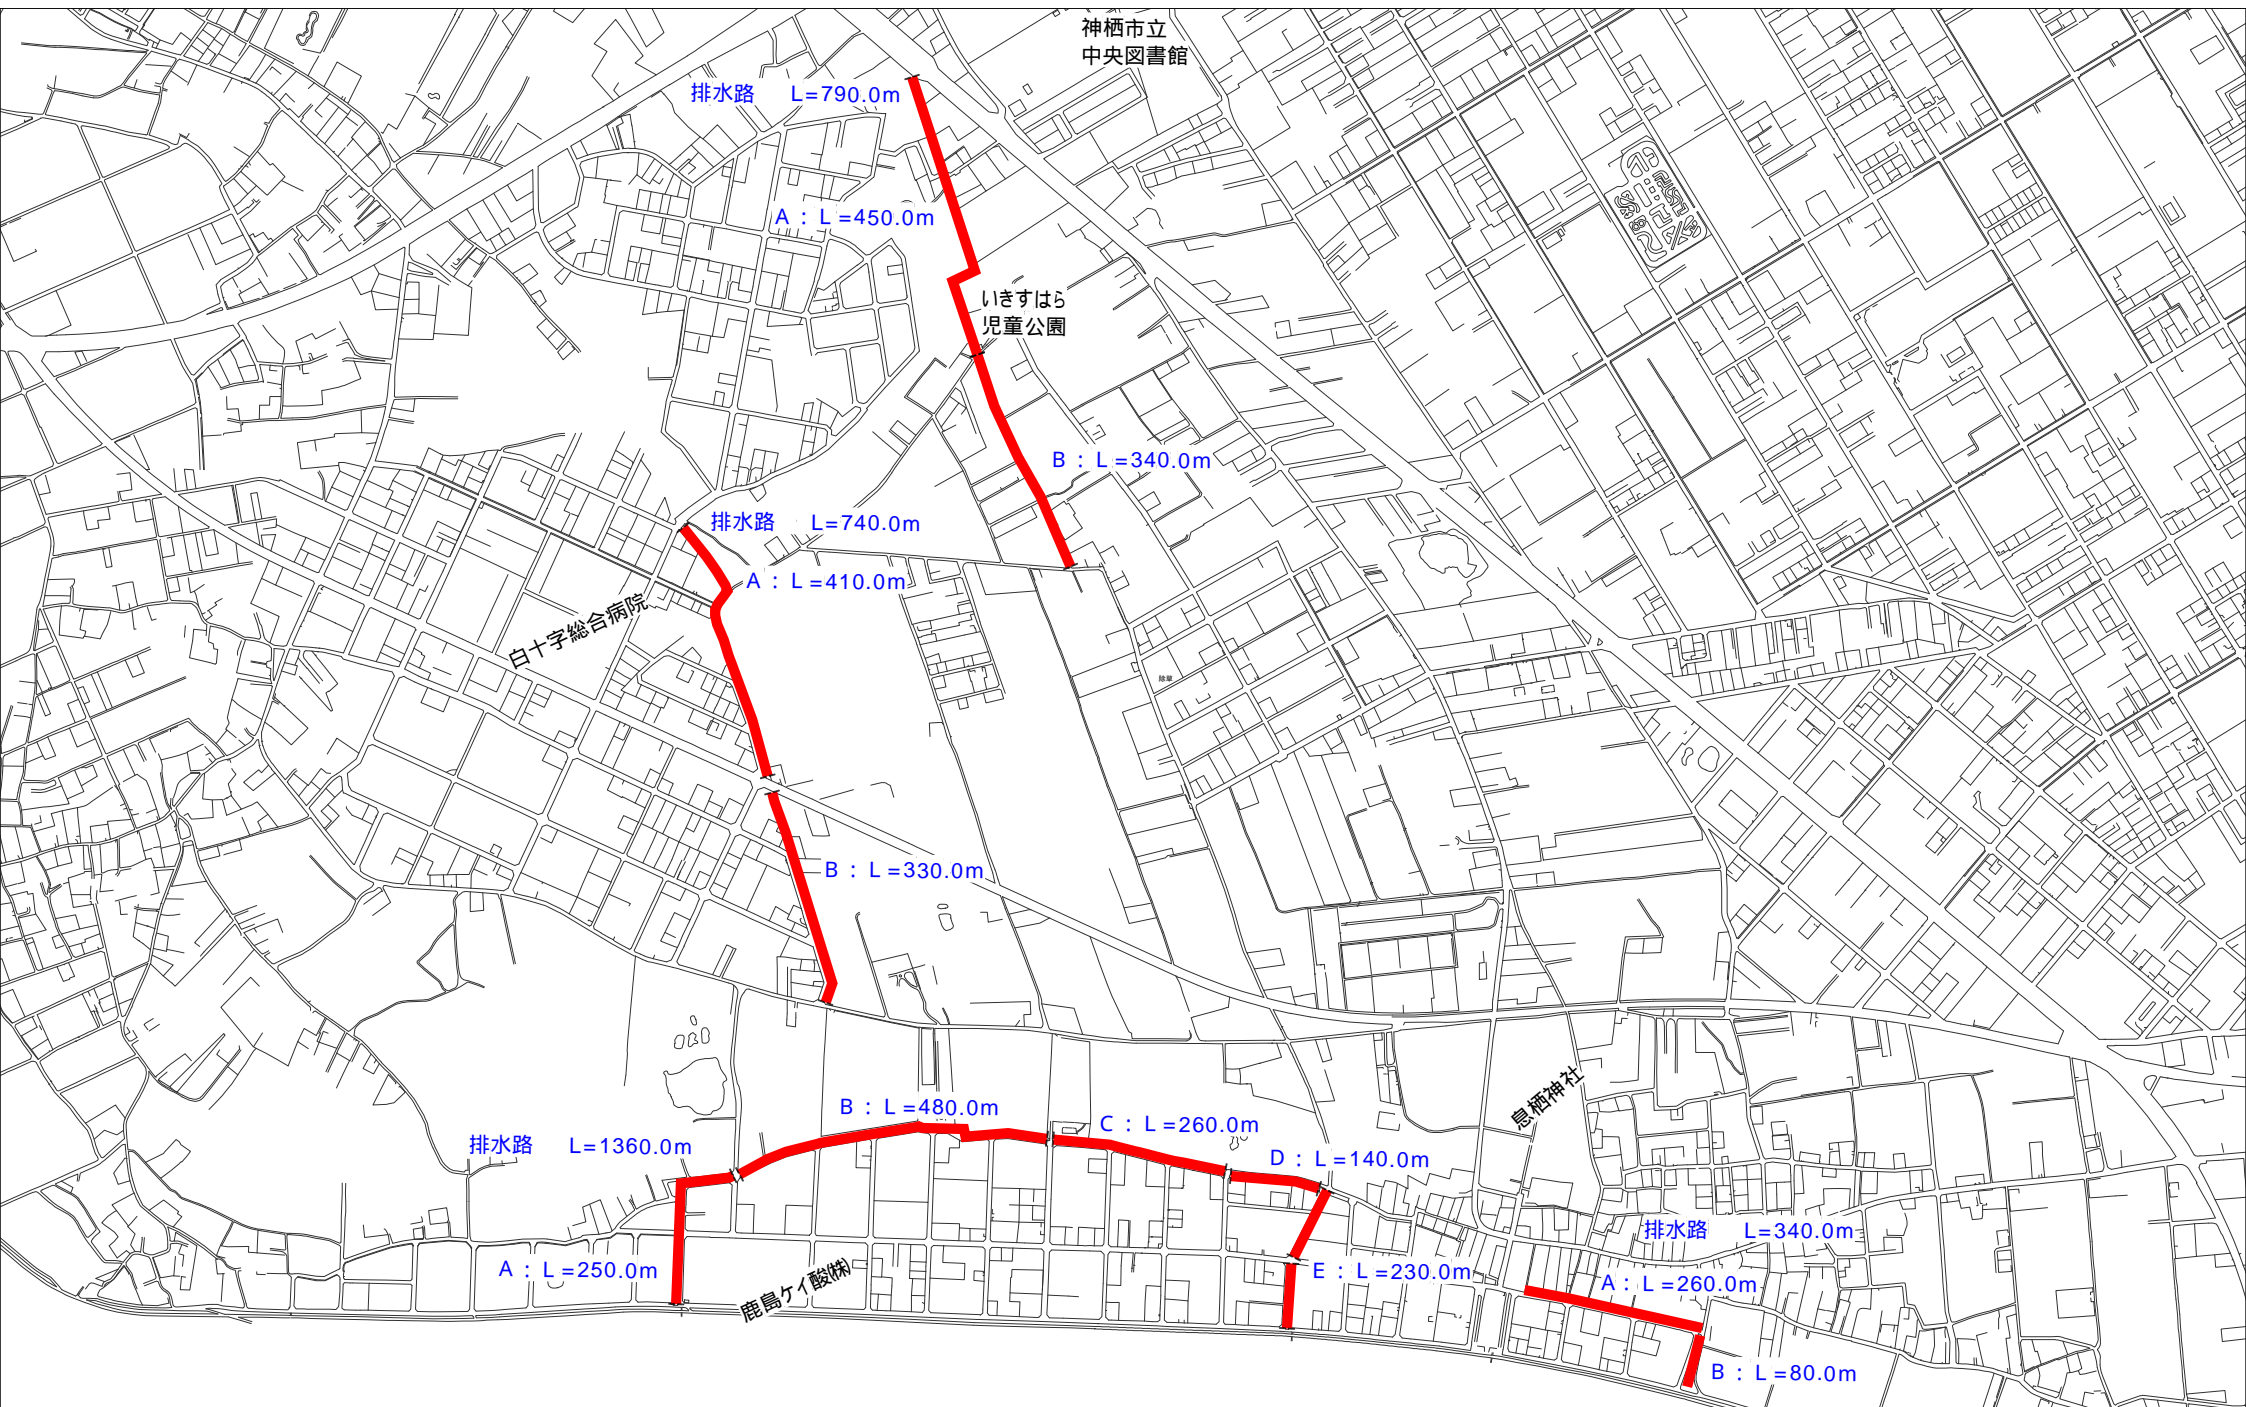 神栖市立
中央図書館
排水路 L=790.0m
A：L=450.0m
いきすはら
児童公園
B：L=340.0m
排水路 L=740.0m
A：L=410.0m
白十字総合病院
除草
B：L=330.0m
息栖神社
B：L=480.0m
C：L=260.0m
排水路 L=1360.0m
D：L=140.0m
排水路 L=340.0m
A：L=250.0m
鹿島ケイ酸㈱
E：L=230.0m
A：L=260.0m
B：L=80.0m